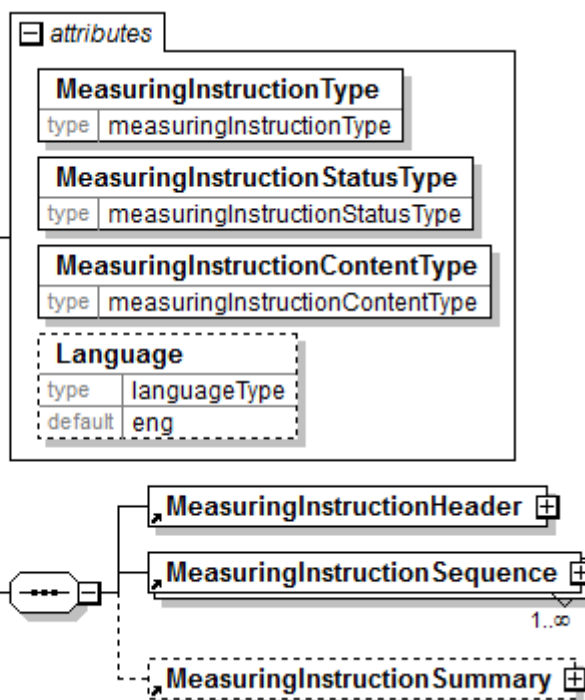 attributes
MeasuringInstructionType
type measuringInstructionType
MeasuringInstructionStatusType
type measuringInstructionStatusType
MeasuringInstructionContentType
type measuringInstructionContentType
Language
type languageType
default eng
MeasuringInstructionHeader
MeasuringInstructionSequence
1..∞
MeasuringInstructionSummary